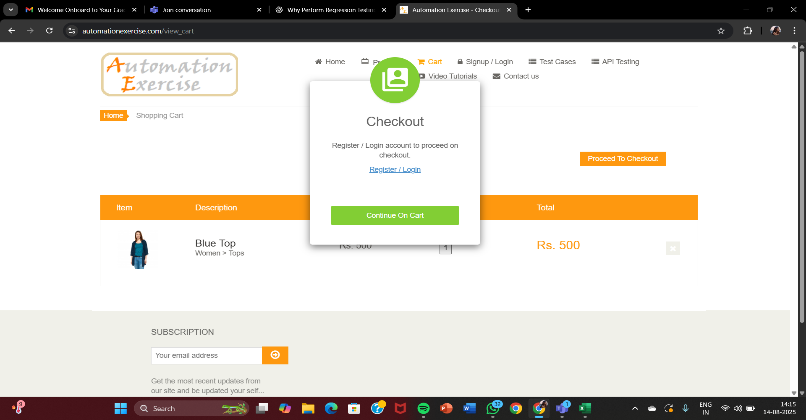 Welcome Onboard to Your Gue
Join conversation
Why Perform Regression Testing
Automation Exercise - Checkout
automationexercise.com/view_cart
Automation
Exercise
Home
Cart
Signup / Login
Test Cases
API Testing
Video Tutorials
Contact us
Home
Shopping Cart
Checkout
Register / Login account to proceed on
checkout.
Register / Login
Continue On Cart
Proceed To Checkout
Item
Description
Total
Blue Top
Women > Tops
Rs. 500
1
Rs. 500
SUBSCRIPTION
Your email address
Get the most recent updates from
our site and be updated your self...
Search
ENG
IN
14:15
14-08-2025